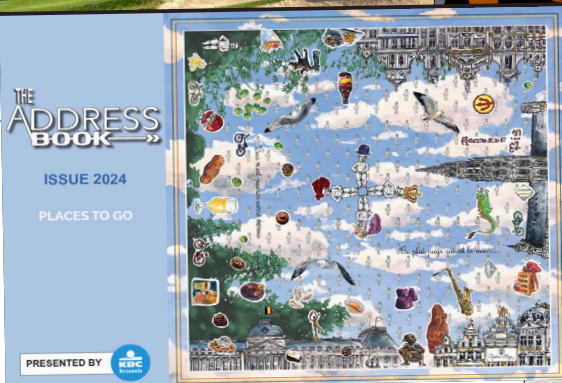 THE
ADDRESS
BOOK
ISSUE 2024
PLACES TO GO
PRESENTED BY
KBC
Brussels